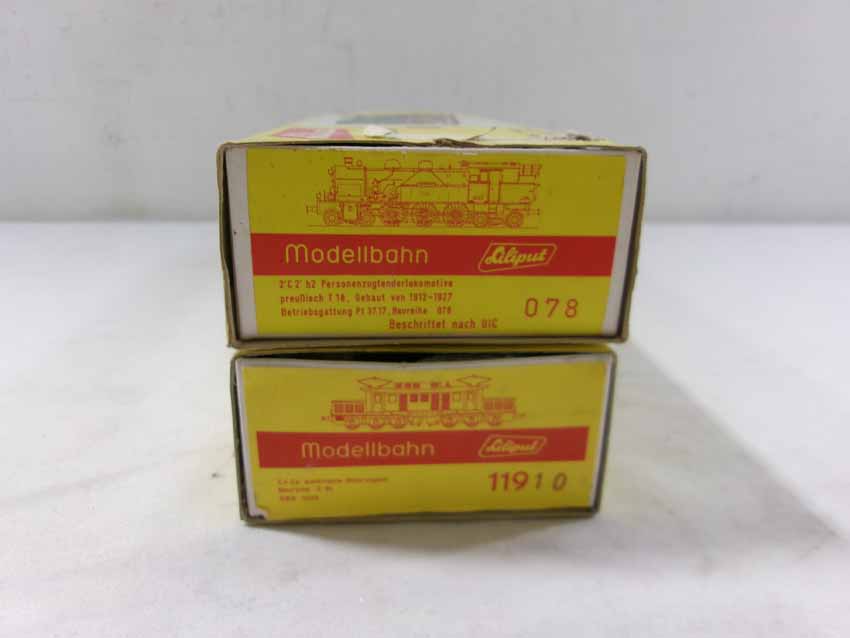 Modellbahn Liliput
2'C 2' h2 Personenzugtenderlokomotive
preußisch T 18, Gebaut von 1912-1927
Betriebsgattung Pt 37.17, Baureihe 078
Beschriftet nach UIC
078
Modellbahn Liliput
11910